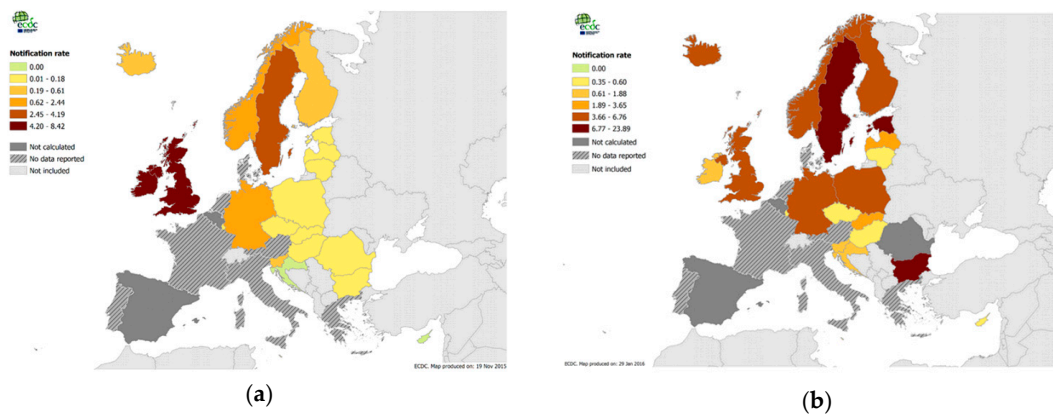 ecdc
Notification rate
0.00
0.01 - 0.18
0.19 - 0.61
0.62 - 2.44
2.45 - 4.19
4.20 - 8.42
Not calculated
No data reported
Not included
ECDC. Map produced on: 19 Nov 2015
(a)
ecdc
Notification rate
0.00
0.35 - 0.60
0.61 - 1.88
1.89 - 3.65
3.66 - 6.76
6.77 - 23.89
Not calculated
No data reported
Not included
ECDC. Map produced on: 29 Jan 2016
(b)